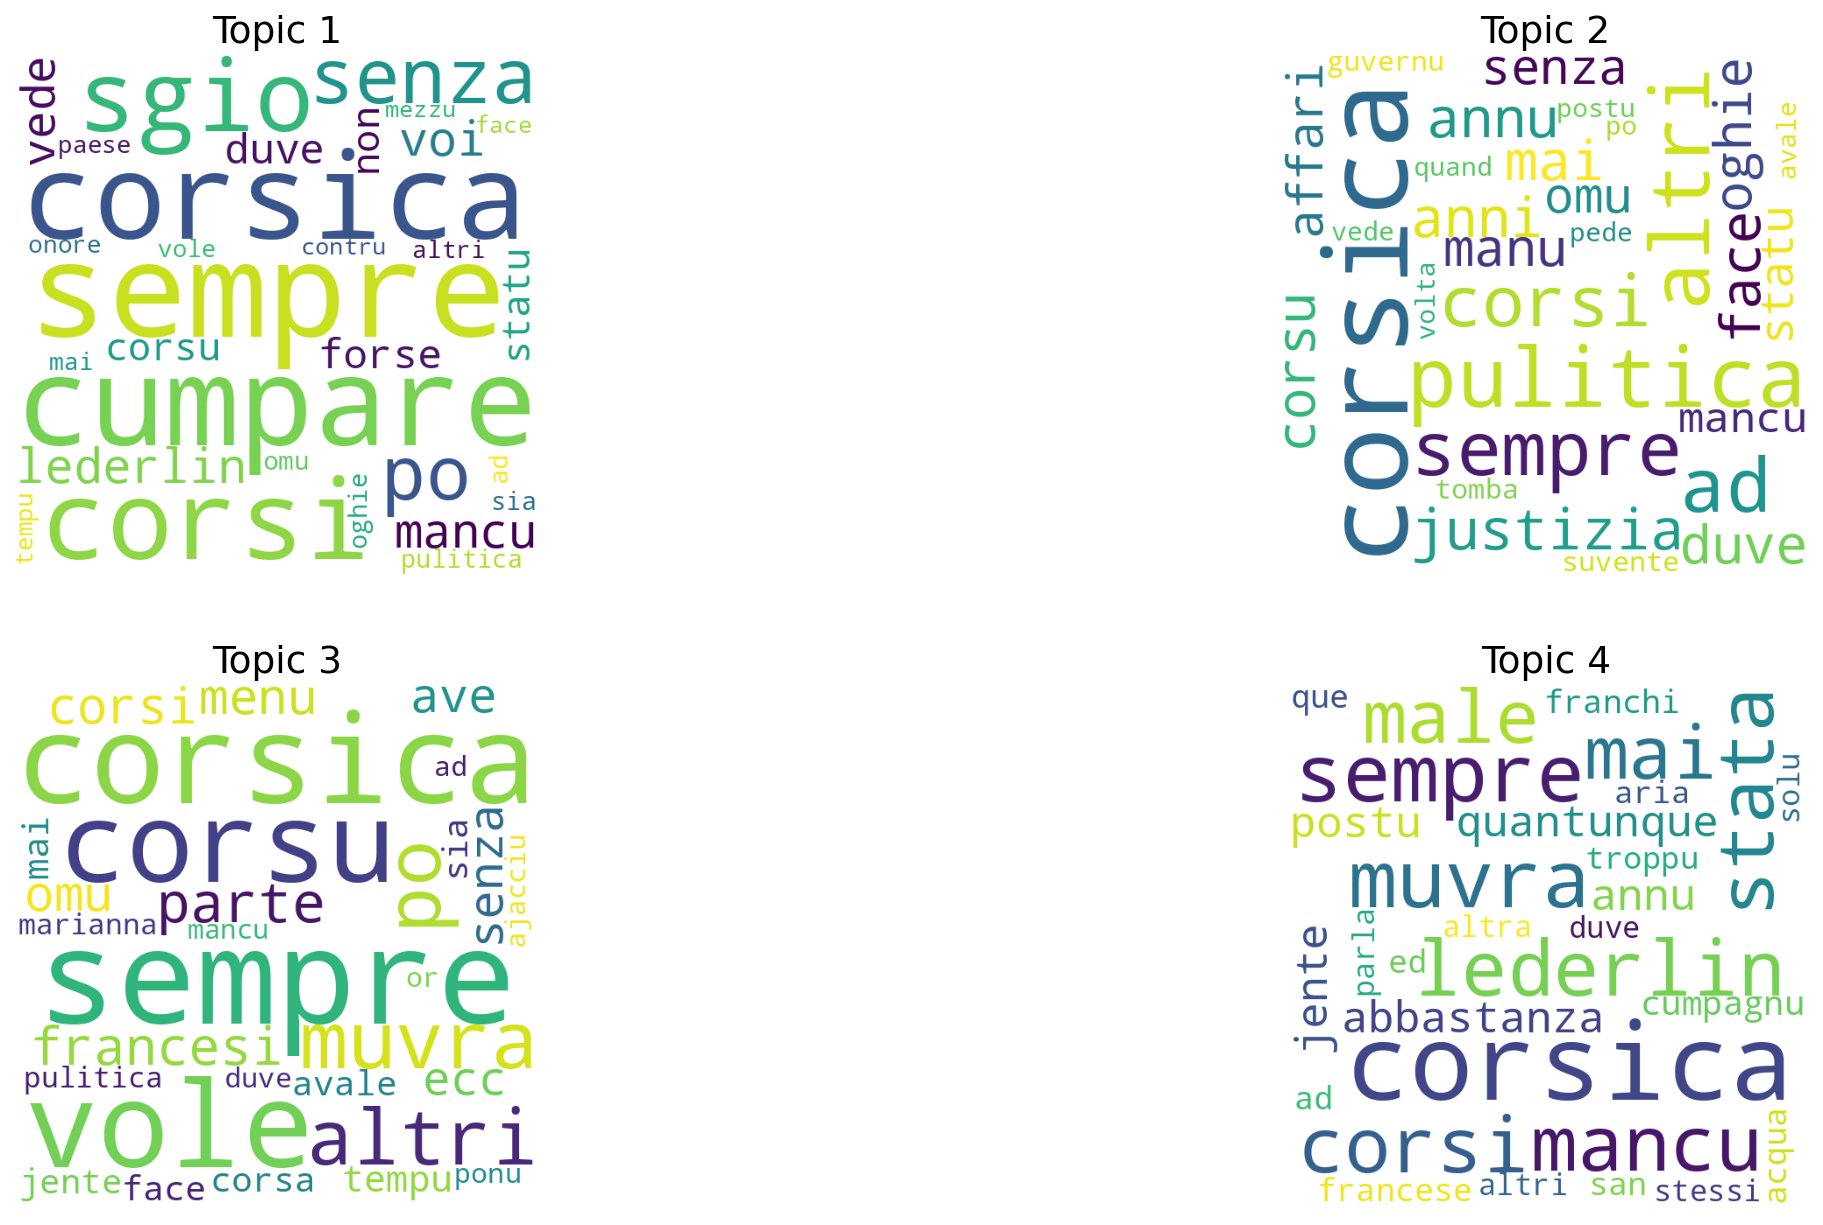 Topic 1
vede
sgio
senza
mezzu
face
paese
duve
non
voi
corsica
onore
vole
contru
altri
sempre
statu
mai
corsu
forse
cumpare
lederlin
omu
po
ad
tempu
corsi
oghie
sia
mancu
pulitica
Topic 2
guvernu
senza
affari
corsica
annu
postu
po
altri
oghie
avale
quand
mai
omu
anni
vede
manu
pede
face
statu
volta
corsi
corsu
pulitica
mancu
sempre
tomba
ad
justizia
duve
suvente
Topic 3
corsi
menu
ave
corsica
ad
mai
corsu
po
sia
senza
ajacciu
omu
parte
marianna
mancu
sempre
or
francesi
muvra
pulitica
duve
avale
ecc
vole
altri
jente
face
corsa
tempu
ponu
Topic 4
que
male
franchi
stata
sempre
mai
solu
aria
postu
quantunque
muvra
troppu
annu
jente
parla
altra
duve
ed
lederlin
abbastanza
cumpagnu
corsica
ad
corsi
mancu
acqua
francese
altri
san
stessi